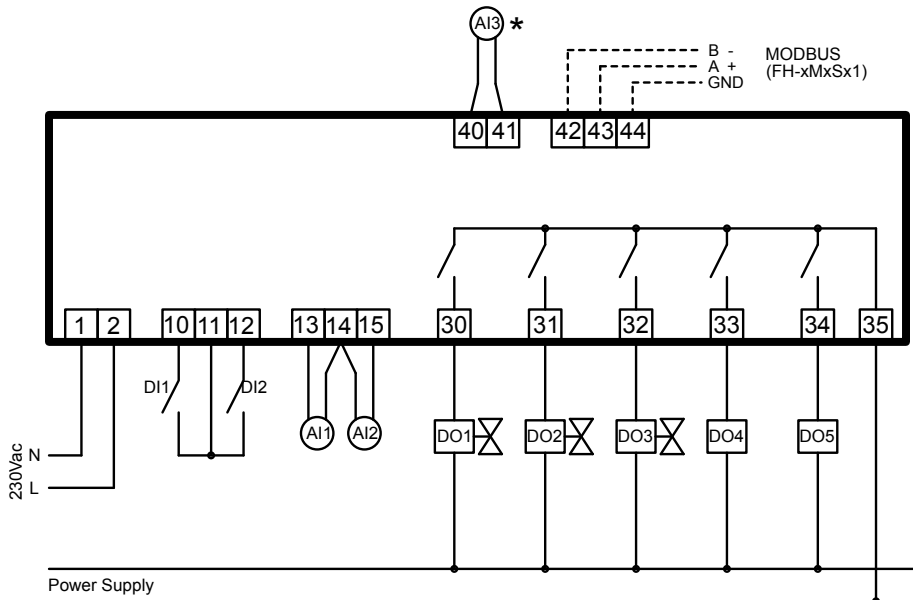 AI3 *
B -
A +
GND
MODBUS
(FH-xMxSx1)
40 41 42 43 44
1 2 10 11 12 13 14 15 30 31 32 33 34 35
DI1 DI2
AI1 AI2
DO1 DO2 DO3 DO4 DO5
230Vac
N
L
Power Supply